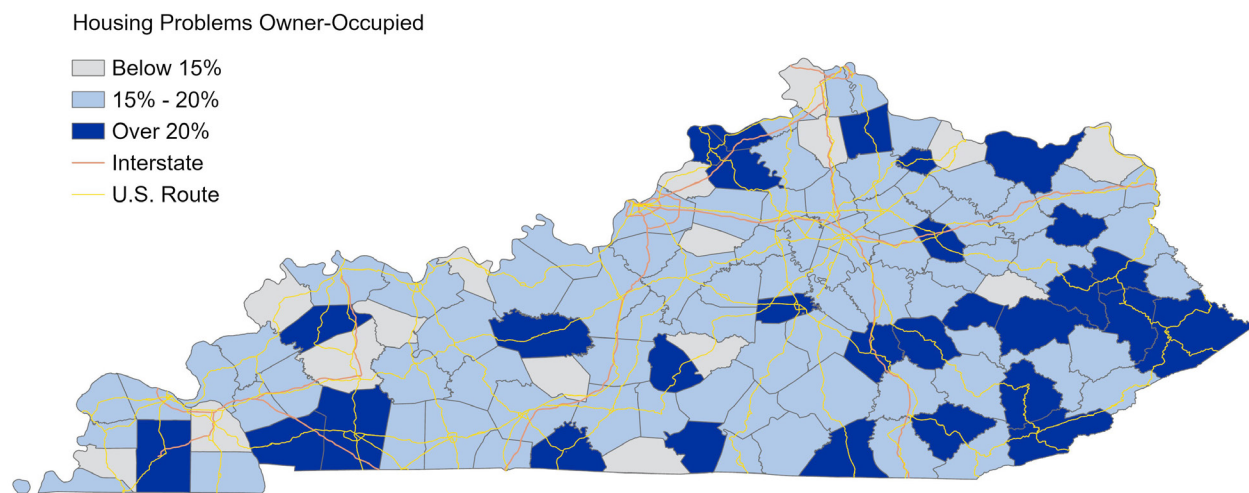 Housing Problems Owner-Occupied
Below 15%
15% - 20%
Over 20%
Interstate
U.S. Route